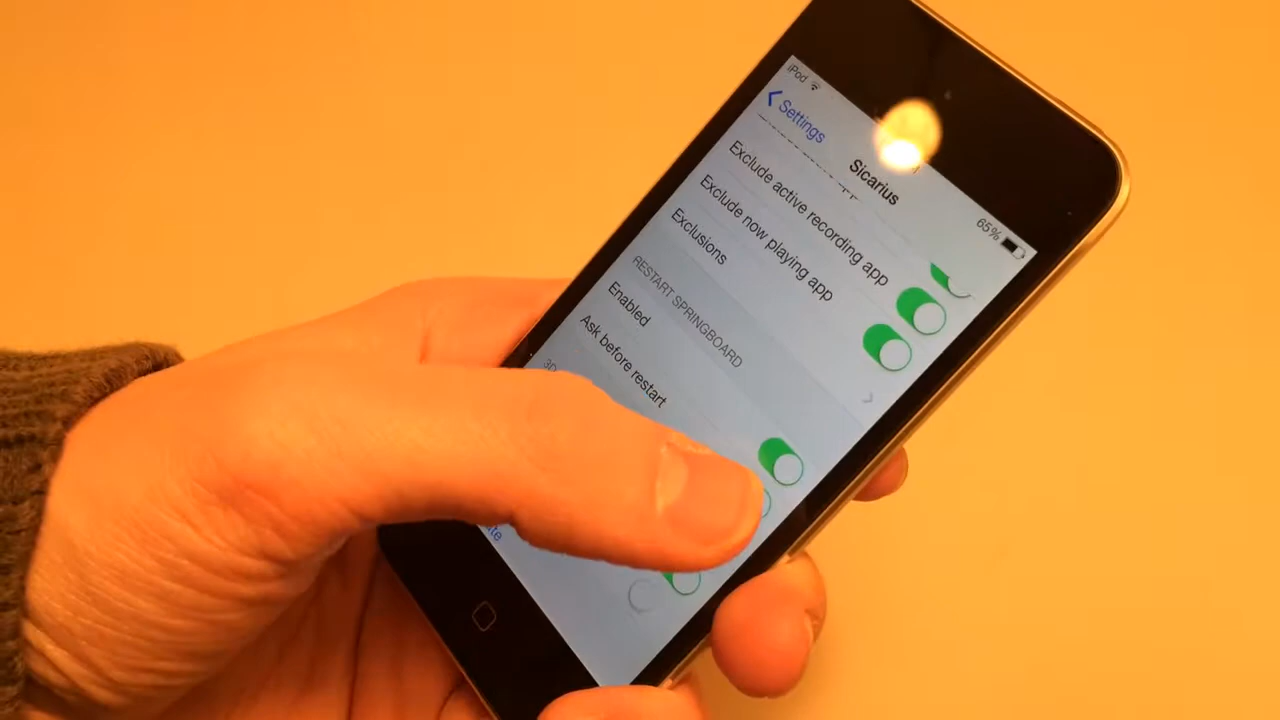 iPod
65%
Settings
Sicarius
Exclude active recording app
Exclude now playing app
Exclusions
RESTART SPRINGBOARD
Enabled
Ask before restart
3D